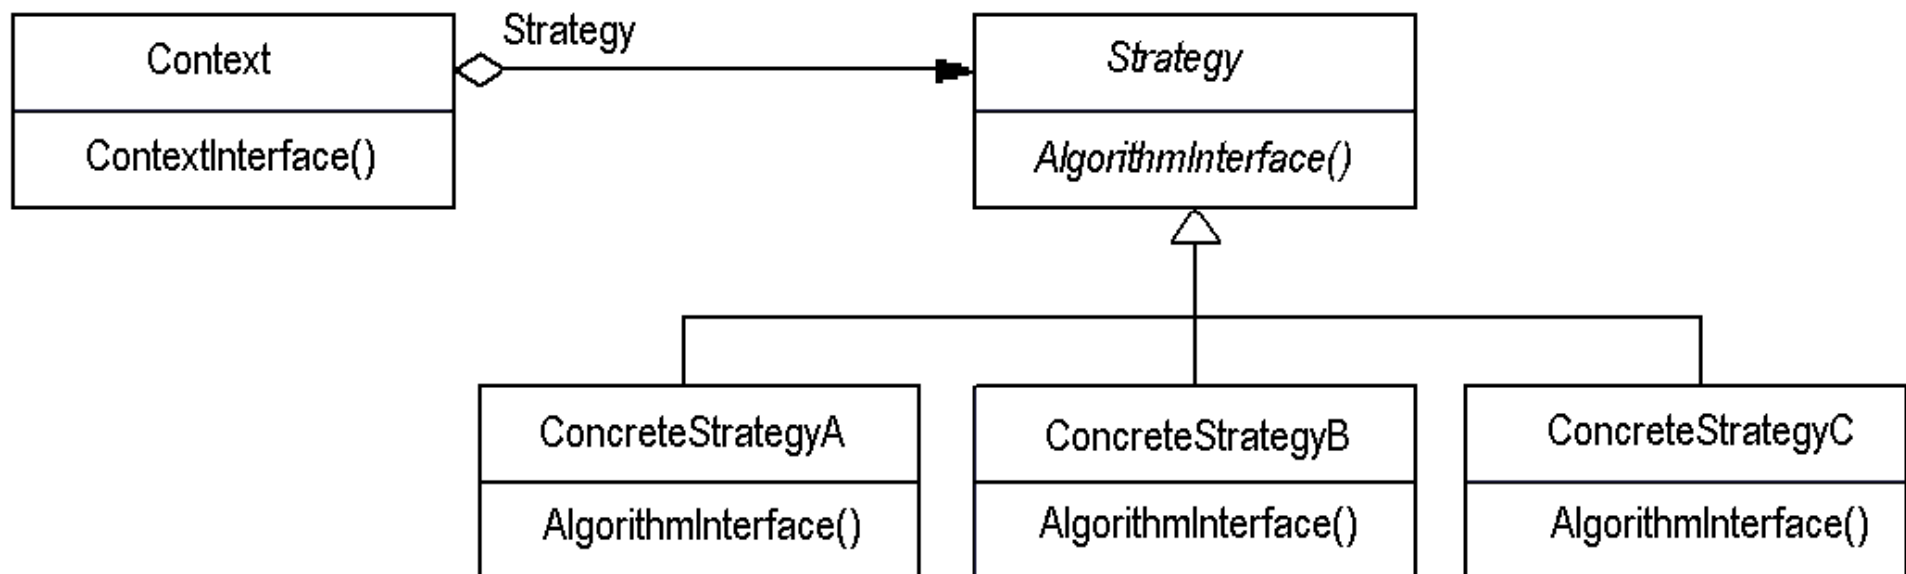 Context
Strategy
Strategy
ContextInterface()
AlgorithmInterface()
ConcreteStrategyA
ConcreteStrategyB
ConcreteStrategyC
AlgorithmInterface()
AlgorithmInterface()
AlgorithmInterface()